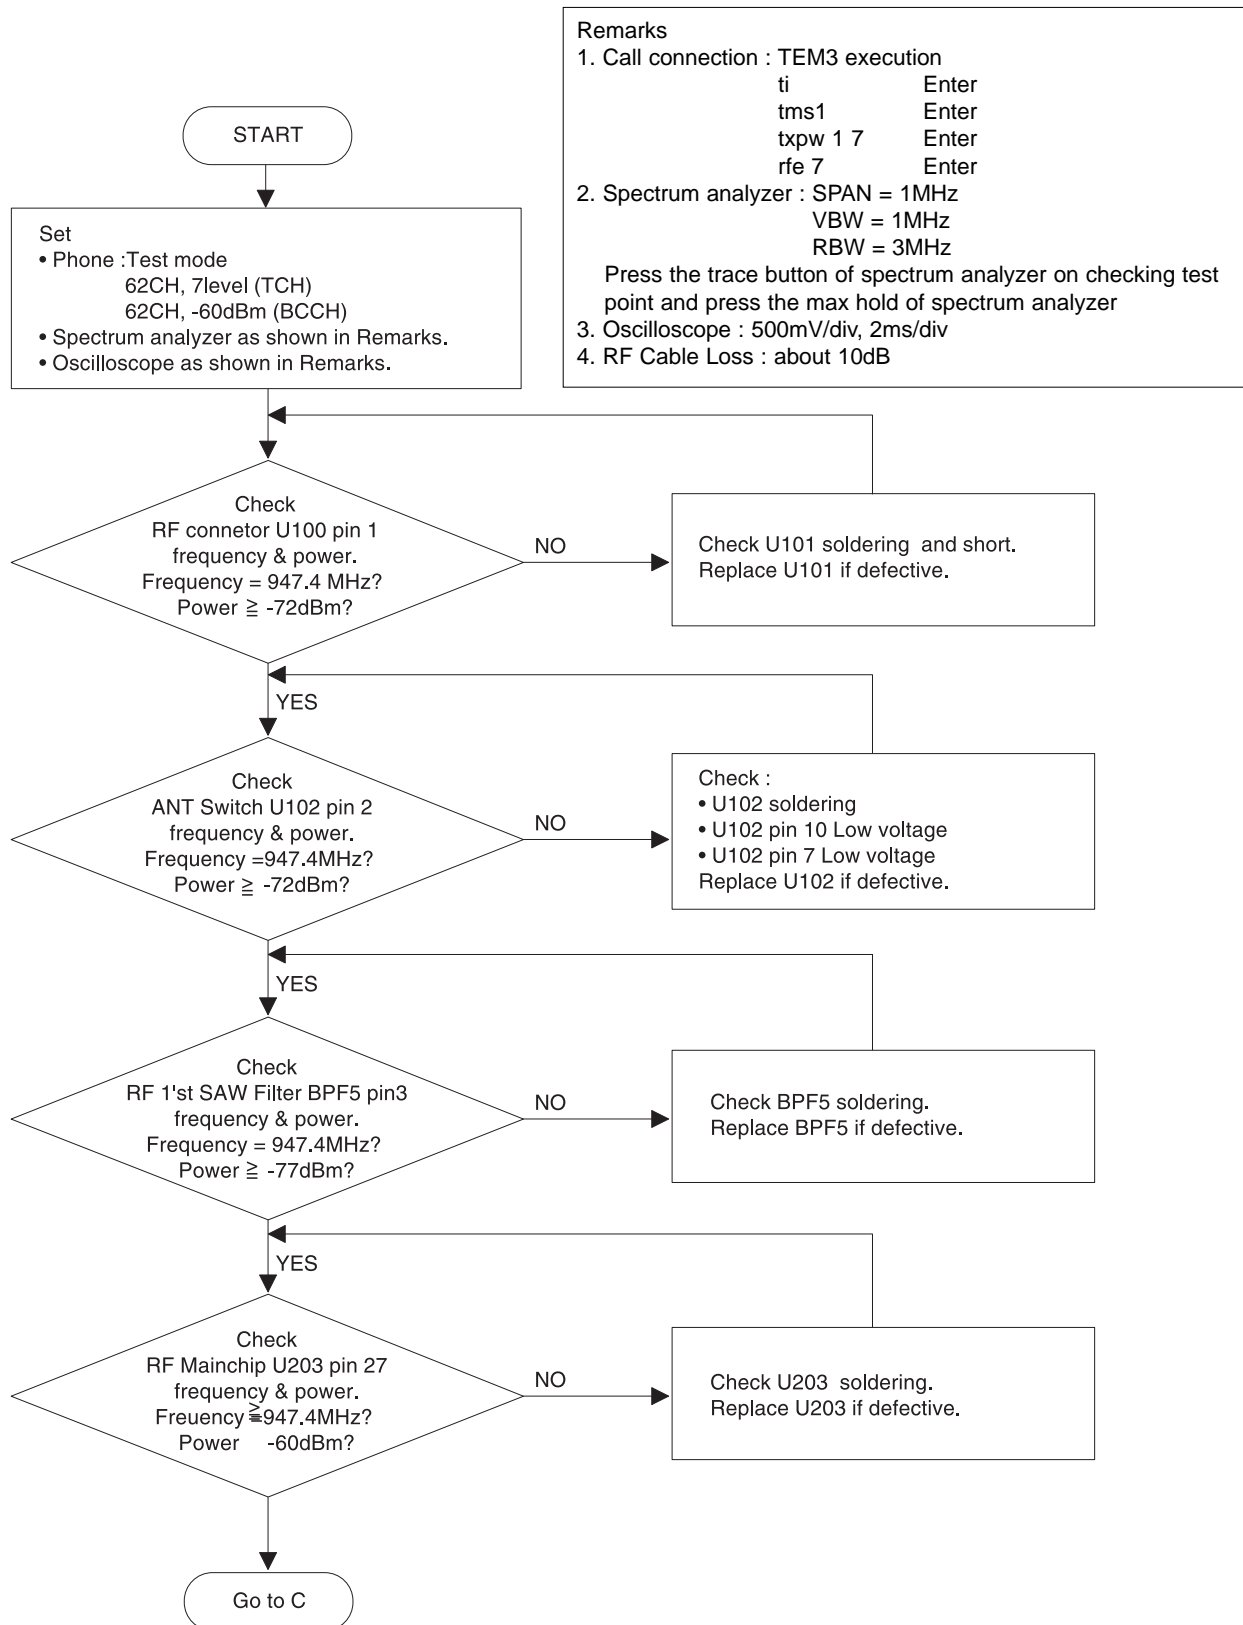 Remarks
1. Call connection : TEM3 execution
ti Enter
tms1 Enter
txpw 1 7 Enter
rfe 7 Enter
2. Spectrum analyzer : SPAN = 1MHz
VBW = 1MHz
RBW = 3MHz
Press the trace button of spectrum analyzer on checking test
point and press the max hold of spectrum analyzer
3. Oscilloscope : 500mV/div, 2ms/div
4. RF Cable Loss : about 10dB
START
Set
• Phone :Test mode
62CH, 7level (TCH)
62CH, -60dBm (BCCH)
• Spectrum analyzer as shown in Remarks.
• Oscilloscope as shown in Remarks.
Check
RF connetor U100 pin 1
frequency & power.
Frequency = 947.4 MHz?
Power ≧ -72dBm?
NO
Check U101 soldering and short.
Replace U101 if defective.
YES
Check
ANT Switch U102 pin 2
frequency & power.
Frequency =947.4MHz?
Power ≧ -72dBm?
NO
Check :
• U102 soldering
• U102 pin 10 Low voltage
• U102 pin 7 Low voltage
Replace U102 if defective.
YES
Check
RF 1'st SAW Filter BPF5 pin3
frequency & power.
Frequency = 947.4MHz?
Power ≧ -77dBm?
NO
Check BPF5 soldering.
Replace BPF5 if defective.
YES
Check
RF Mainchip U203 pin 27
frequency & power.
Freuency ≧=947.4MHz?
Power -60dBm?
NO
Check U203 soldering.
Replace U203 if defective.
Go to C